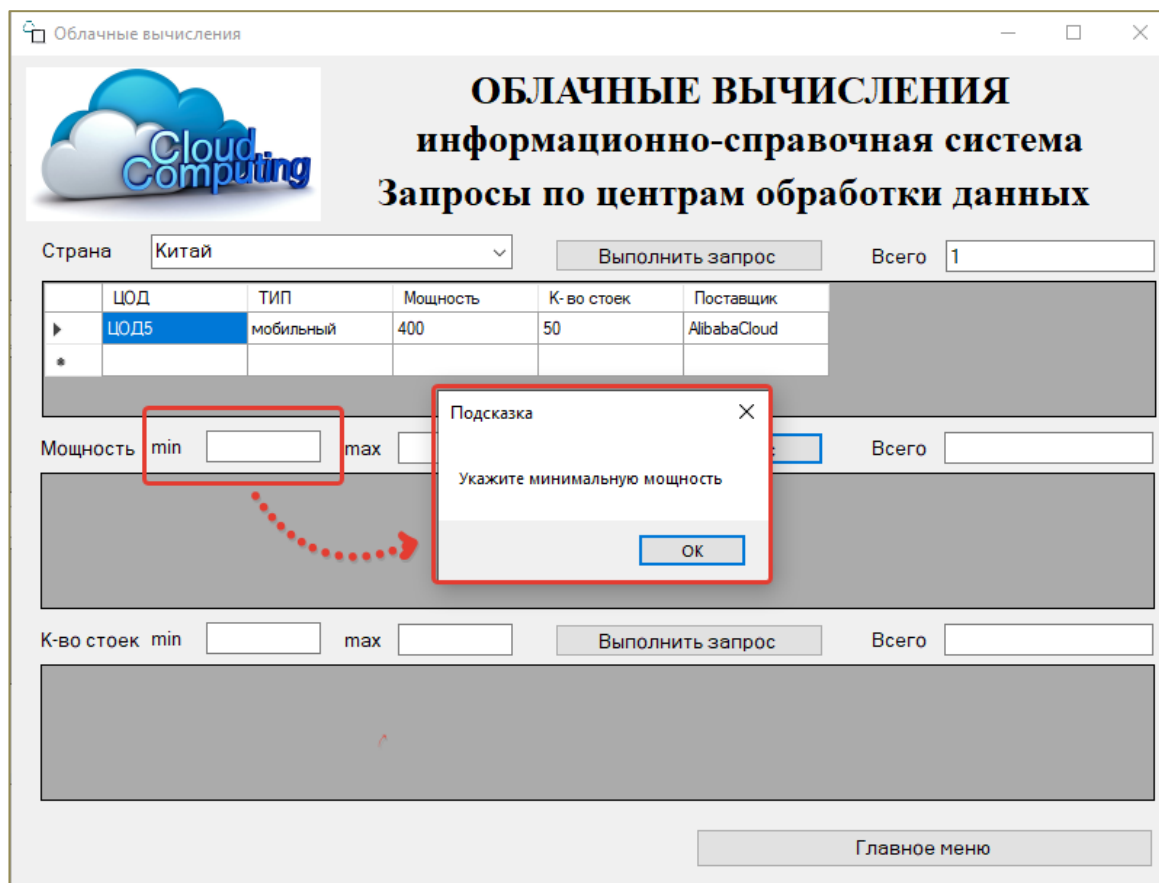 Облачные вычисления
Cloud
Computing
ОБЛАЧНЫЕ ВЫЧИСЛЕНИЯ
информационно-справочная система
Запросы по центрам обработки данных
Страна Китай Выполнить запрос Всего 1
ЦОД ТИП Мощность К- во стоек Поставщик
ЦОД5 мобильный 400 50 AlibabaCloud
Подсказка
Мощность min max Всего
Укажите минимальную мощность
ОК
К-во стоек min max Выполнить запрос Всего
Главное меню